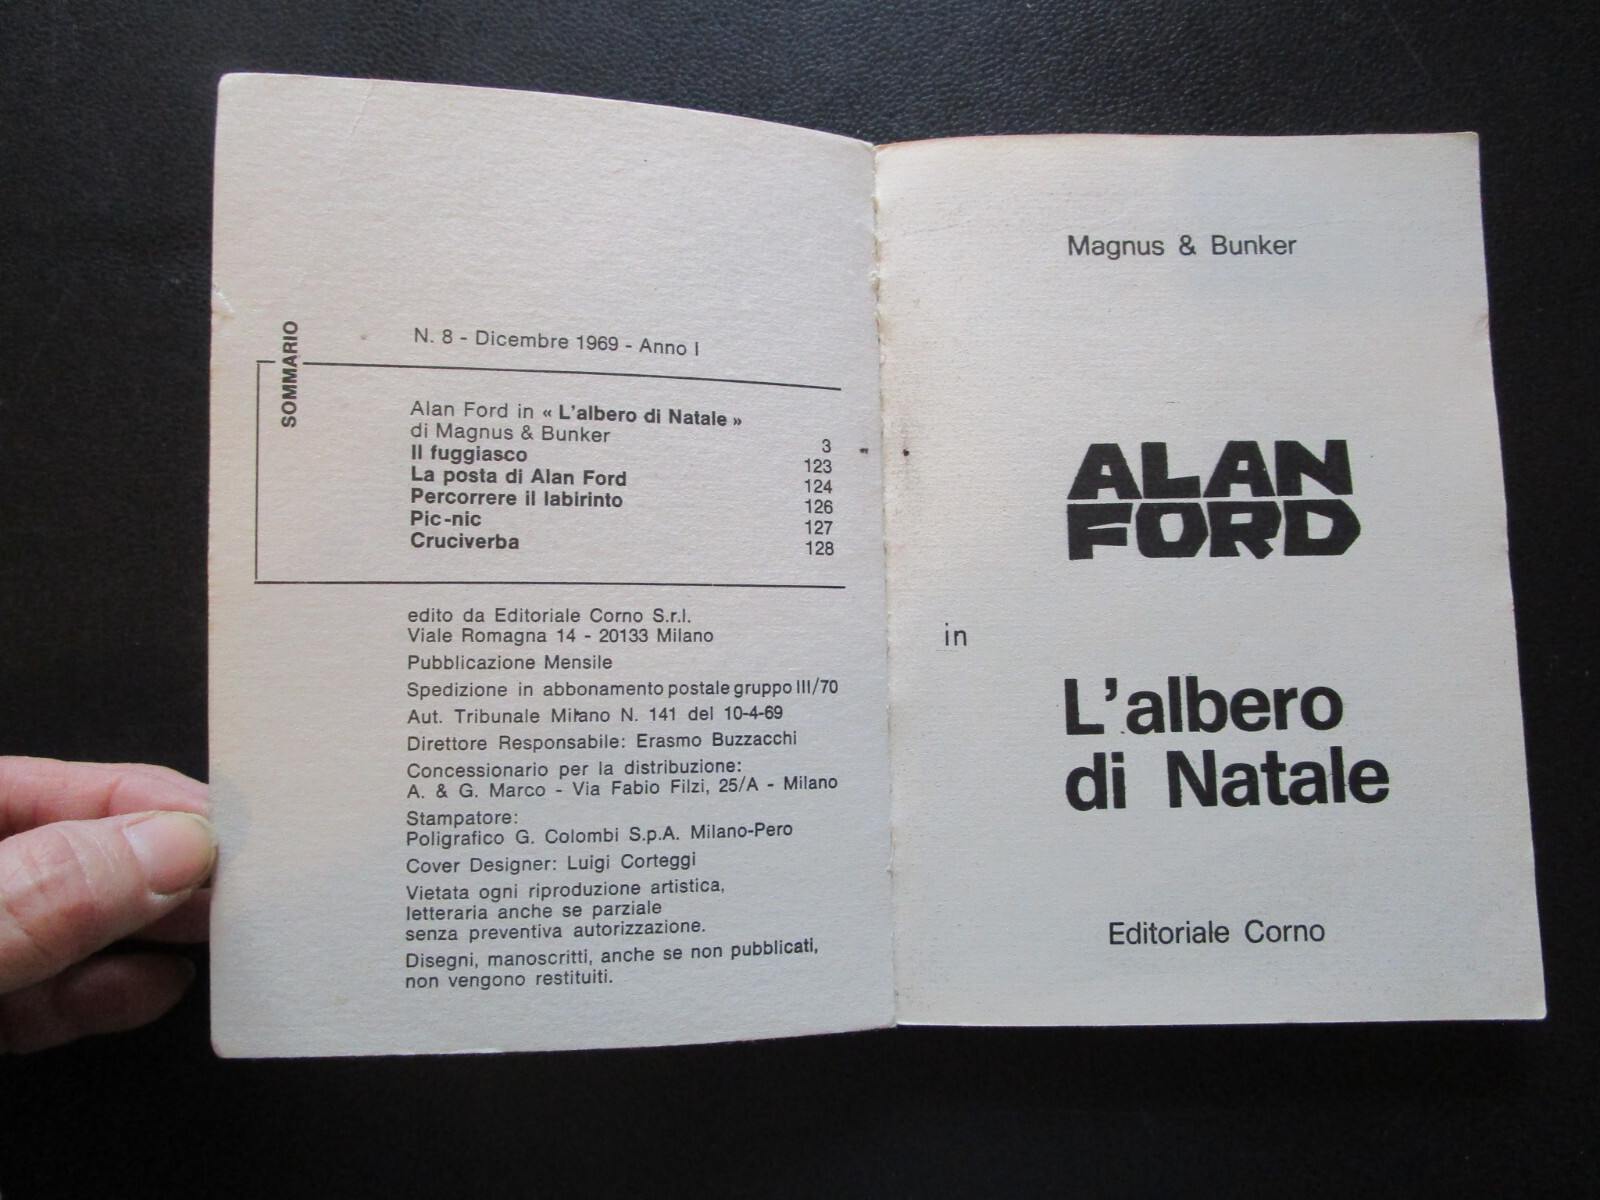 N. 8 - Dicembre 1969 - Anno I
SOMMARIO
Alan Ford in « L'albero di Natale »
di Magnus & Bunker 3
Il fuggiasco 123
La posta di Alan Ford 124
Percorrere il labirinto 126
Pic-nic 127
Cruciverba 128
edito da Editoriale Corno S.r.l.
Viale Romagna 14 - 20133 Milano
Pubblicazione Mensile
Spedizione in abbonamento postale gruppo III/70
Aut. Tribunale Milano N. 141 del 10-4-69
Direttore Responsabile: Erasmo Buzzacchi
Concessionario per la distribuzione:
A. & G. Marco - Via Fabio Filzi, 25/A - Milano
Stampatore:
Poligrafico G. Colombi S.p.A. Milano-Pero
Cover Designer: Luigi Corteggi
Vietata ogni riproduzione artistica,
letteraria anche se parziale
senza preventiva autorizzazione.
Disegni, manoscritti, anche se non pubblicati,
non vengono restituiti.
Magnus & Bunker
ALAN
FORD
in
L'albero
di Natale
Editoriale Corno